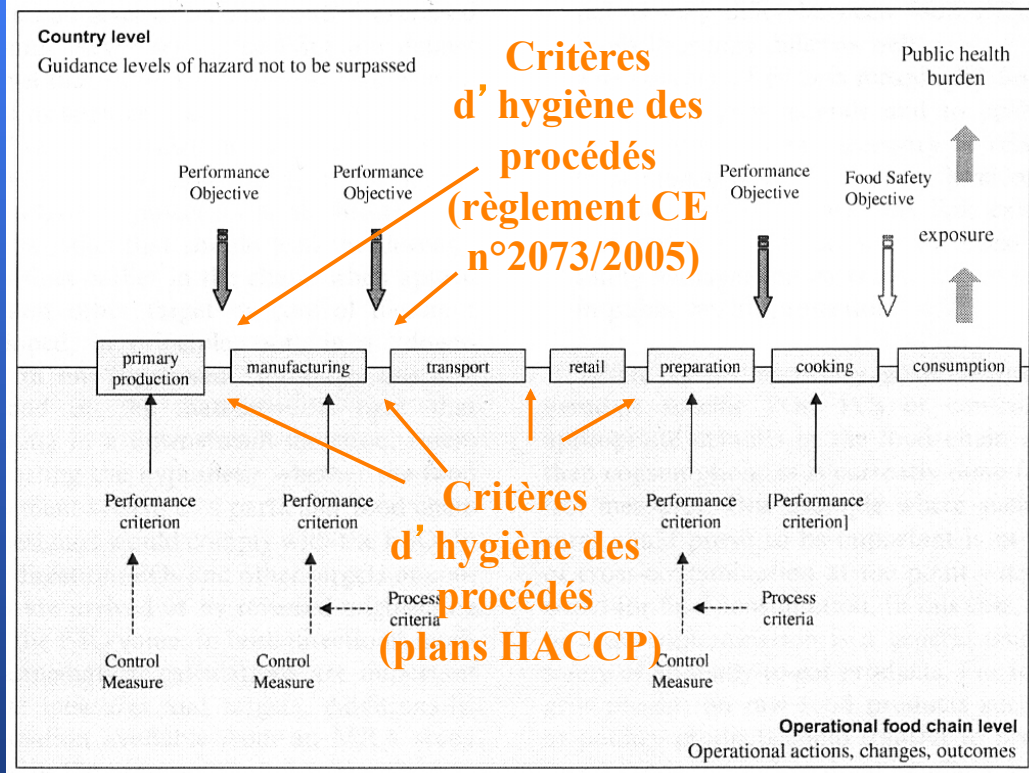 Country level
Guidance levels of hazard not to be surpassed
Critères
d’hygiène des
procédés
(règlement CE
n°2073/2005)
Public health
burden
Performance
Objective
Performance
Objective
Performance
Objective
Food Safety
Objective
exposure
primary
production
manufacturing
transport
retail
preparation
cooking
consumption
Performance
criterion
Performance
criterion
Critères
d’hygiène des
procédés
(plans HACCP)
Performance
criterion
[Performance
criterion]
Process
criteria
Process
criteria
Control
Measure
Control
Measure
Control
Measure
Operational food chain level
Operational actions, changes, outcomes